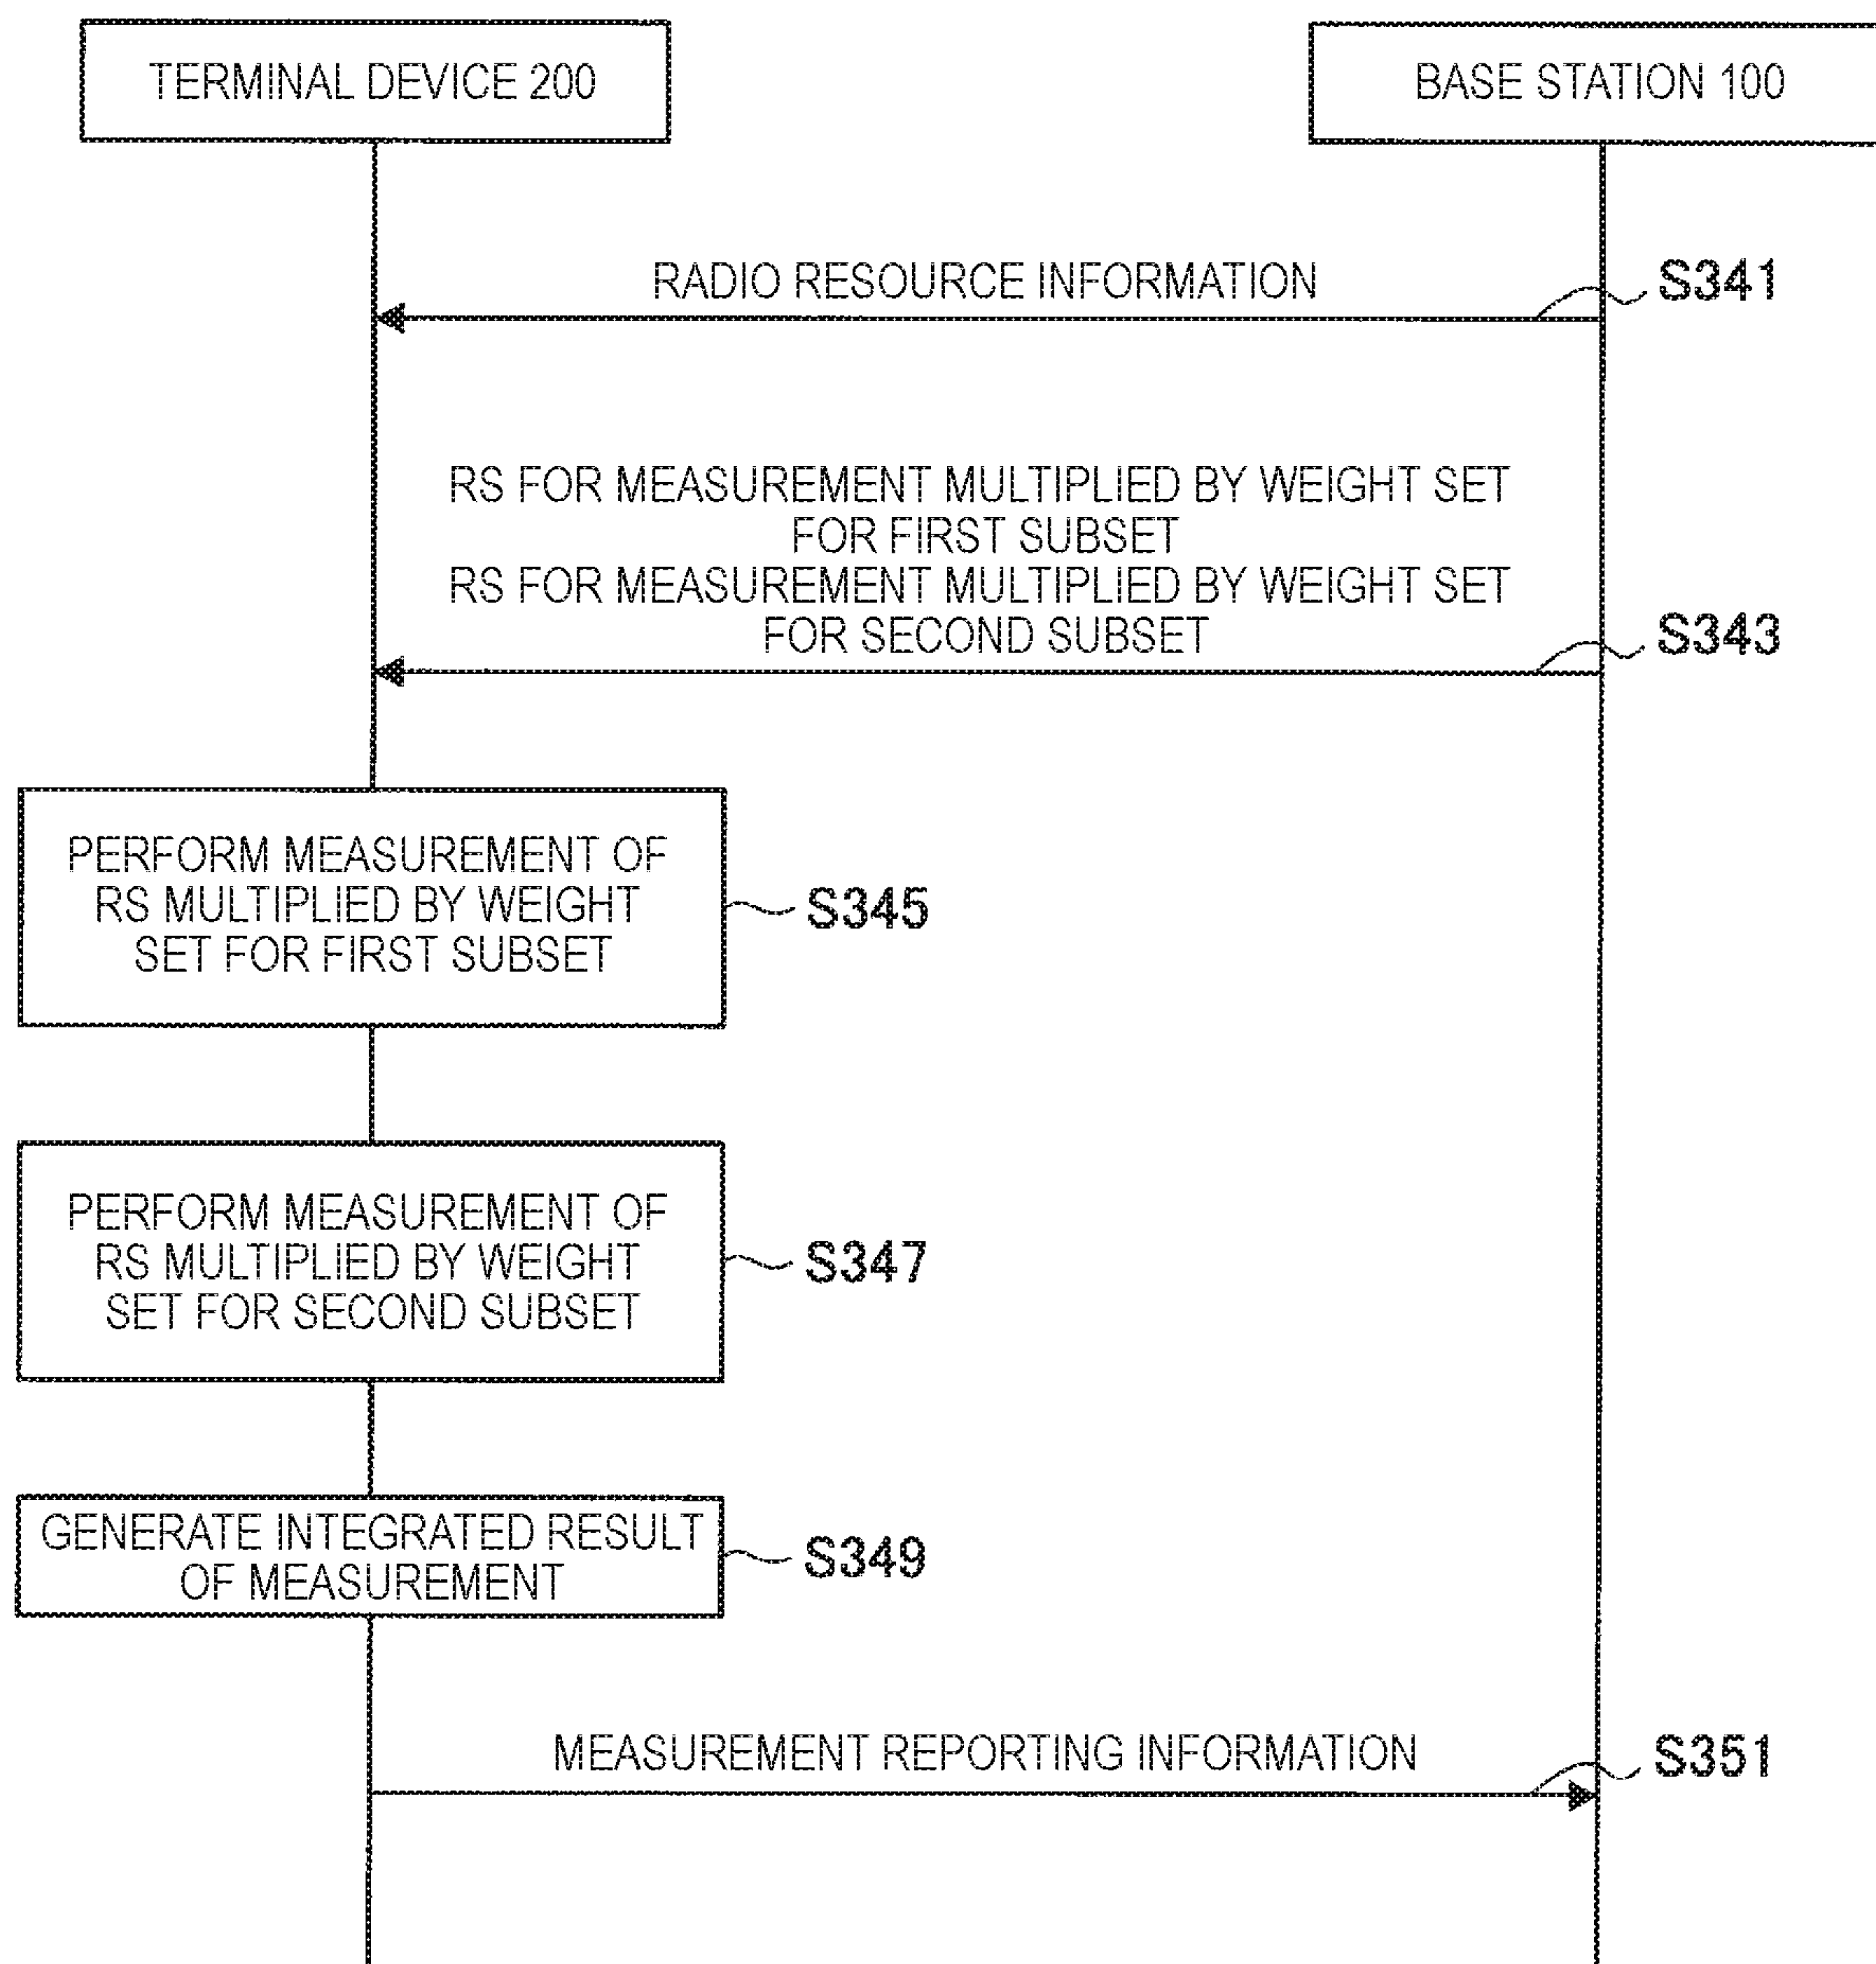 TERMINAL DEVICE 200
BASE STATION 100
RADIO RESOURCE INFORMATION
S341
RS FOR MEASUREMENT MULTIPLIED BY WEIGHT SET
FOR FIRST SUBSET
RS FOR MEASUREMENT MULTIPLIED BY WEIGHT SET
FOR SECOND SUBSET
S343
PERFORM MEASUREMENT OF
RS MULTIPLIED BY WEIGHT
SET FOR FIRST SUBSET
S345
PERFORM MEASUREMENT OF
RS MULTIPLIED BY WEIGHT
SET FOR SECOND SUBSET
S347
GENERATE INTEGRATED RESULT
OF MEASUREMENT
S349
MEASUREMENT REPORTING INFORMATION
S351